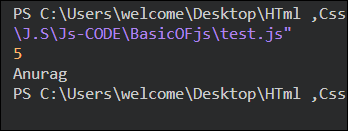 PS C:\Users\welcome\Desktop\HTml ,Css
\J.S\Js-CODE\BasicOFjs\test.js"
5
Anurag
PS C:\Users\welcome\Desktop\HTml ,Css